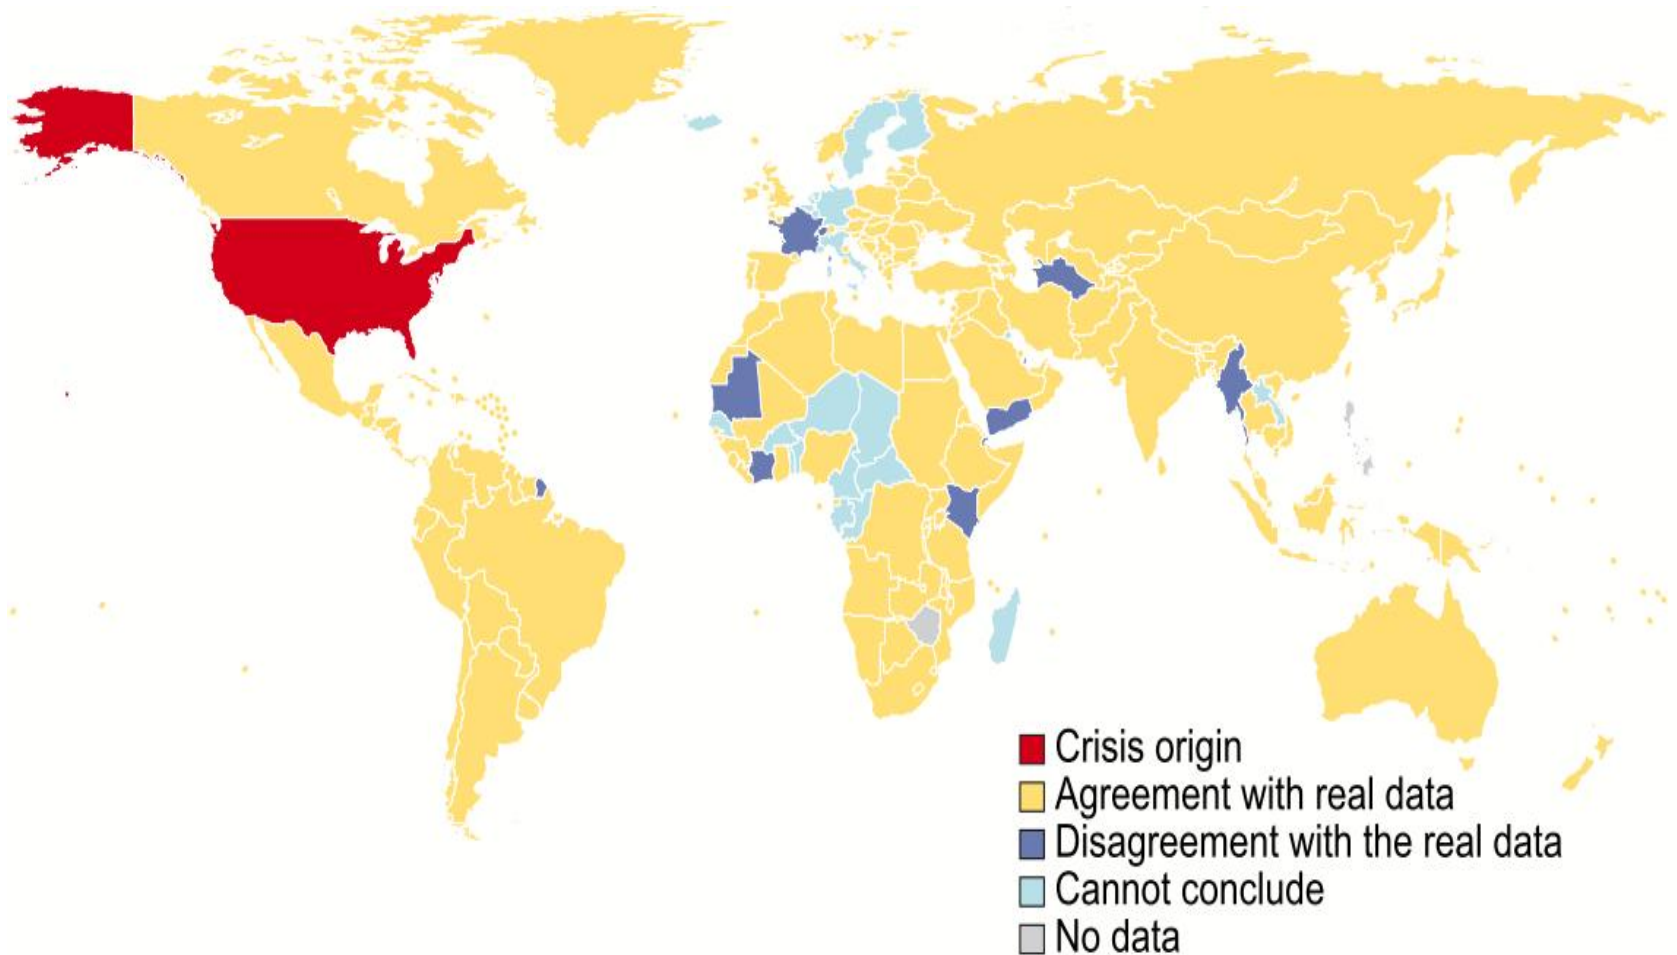 Crisis origin
Agreement with real data
Disagreement with the real data
Cannot conclude
No data